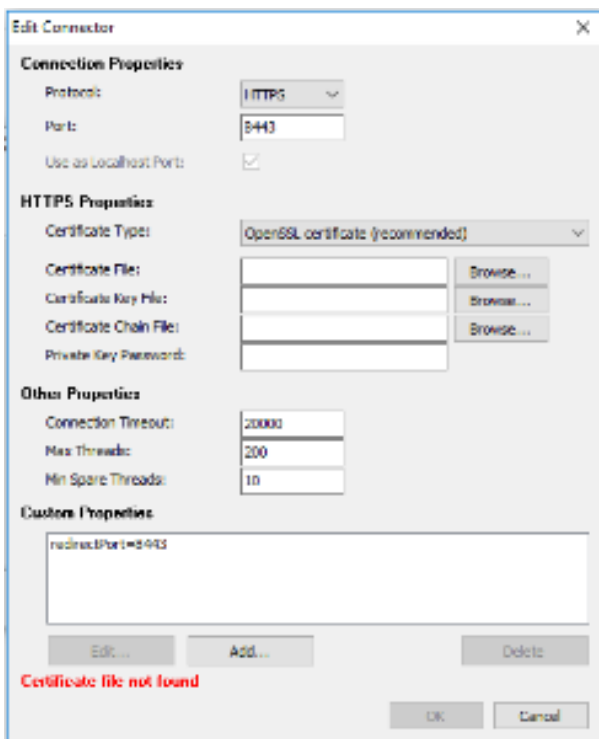 Edit Connector
Connection Properties
Protocol: HTTPS
Port: 8443
Use as Localhost Port:
HTTPS Properties
Certificate Type: OpenSSL certificate (recommended)
Certificate File: Browse...
Certificate Key File: Browse...
Certificate Chain File: Browse...
Private Key Password:
Other Properties
Connection Timeout: 20000
Max Threads: 200
Min Spare Threads: 10
Custom Properties
redirectPort=8443
Edit... Add... Delete
Certificate file not found
OK Cancel